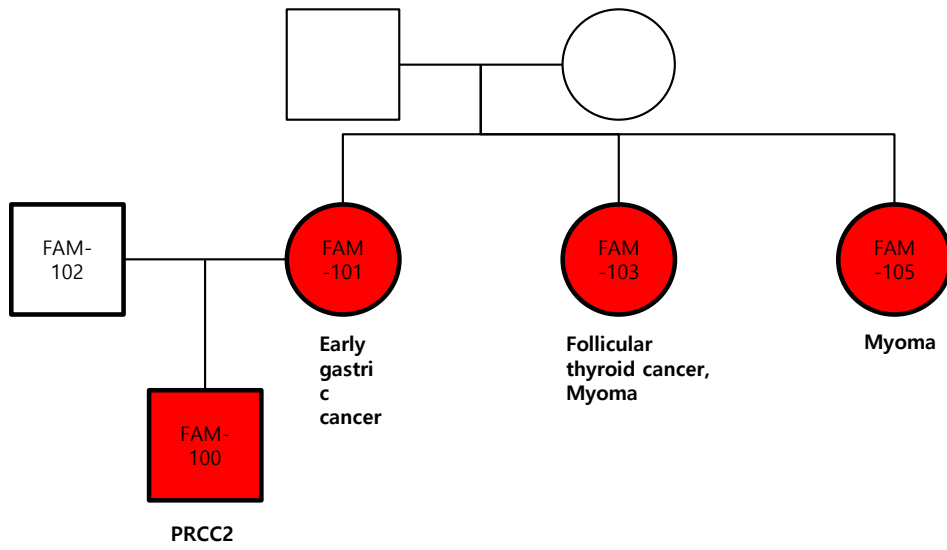 FAM-
102
FAM
-101
FAM
-103
FAM
-105
Early
gastri
c
cancer
Follicular
thyroid cancer,
Myoma
Myoma
FAM-
100
PRCC2